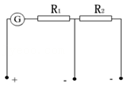 G R₁ R₂
+ - -